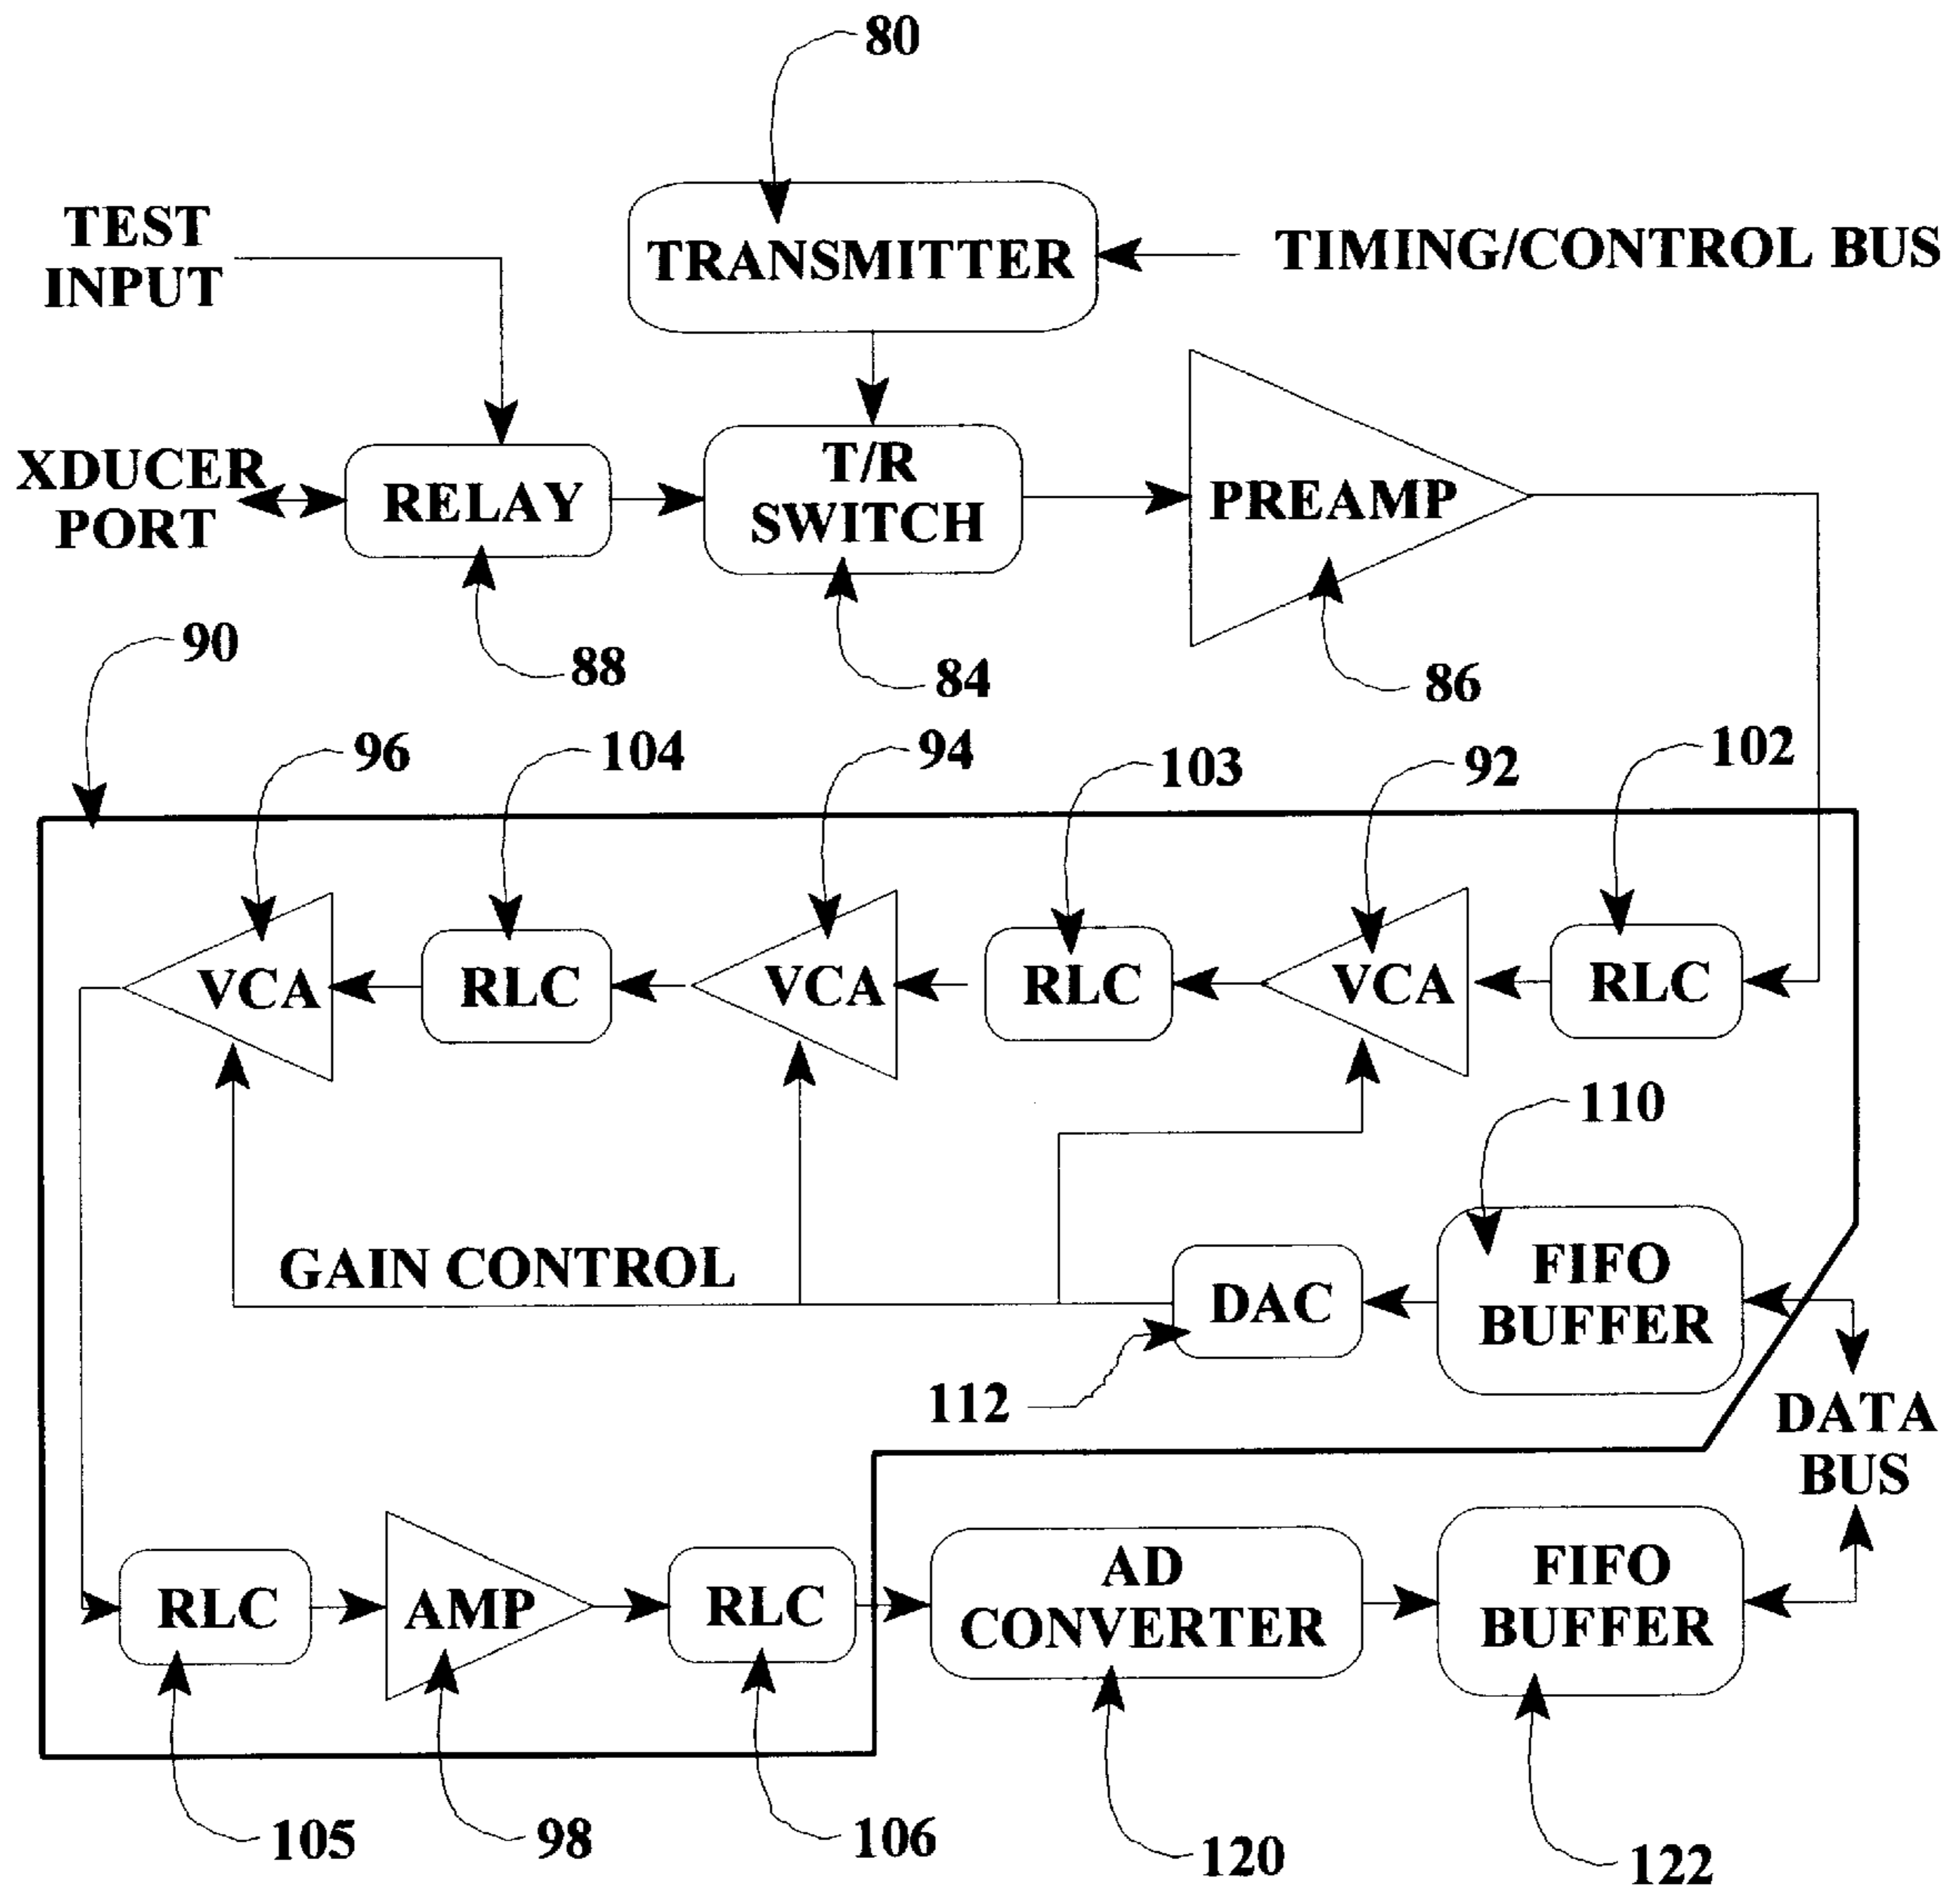 80
TEST
INPUT
TRANSMITTER
TIMING/CONTROL BUS
XDUCER
PORT
RELAY
T/R
SWITCH
PREAMP
90
88
84
86
96
104
94
103
92
102
VCA
RLC
VCA
RLC
VCA
RLC
110
GAIN CONTROL
DAC
FIFO
BUFFER
112
DATA
BUS
RLC
AMP
RLC
AD
CONVERTER
FIFO
BUFFER
105
98
106
120
122